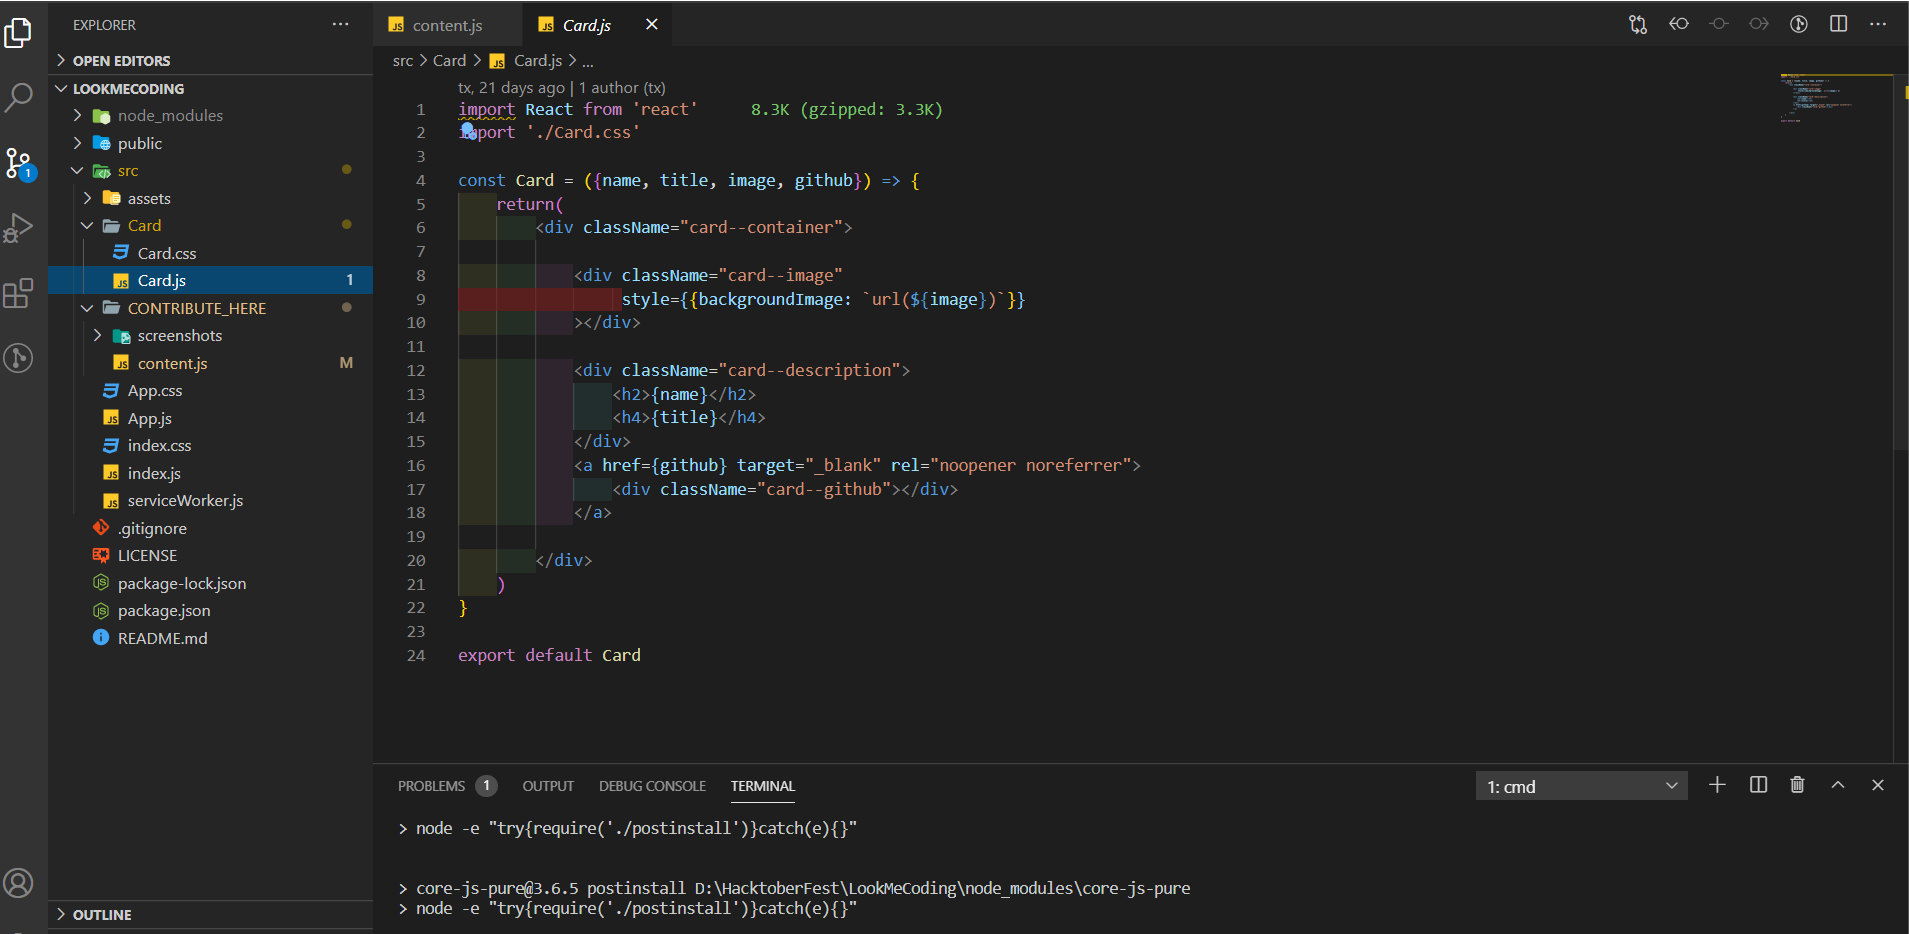 EXPLORER
OPEN EDITORS
LOOKMECODING
node_modules
public
src
assets
Card
Card.css
Card.js 1
CONTRIBUTE_HERE
screenshots
content.js M
App.css
App.js
index.css
index.js
serviceWorker.js
.gitignore
LICENSE
package-lock.json
package.json
README.md
OUTLINE
1
content.js
Card.js
src > Card > Card.js > ...
tx, 21 days ago | 1 author (tx)
1 import React from 'react' 8.3K (gzipped: 3.3K)
2 import './Card.css'
3
4 const Card = ({name, title, image, github}) => {
5 return(
6 <div className="card--container">
7
8 <div className="card--image"
9 style={{backgroundImage: `url(${image})`}}
10 ></div>
11
12 <div className="card--description">
13 <h2>{name}</h2>
14 <h4>{title}</h4>
15 </div>
16 <a href={github} target="_blank" rel="noopener noreferrer">
17 <div className="card--github"></div>
18 </a>
19
20 </div>
21 )
22 }
23
24 export default Card
PROBLEMS 1 OUTPUT DEBUG CONSOLE TERMINAL 1: cmd
> node -e "try{require('./postinstall')}catch(e){}"
> core-js-pure@3.6.5 postinstall D:\HacktoberFest\LookMeCoding\node_modules\core-js-pure
> node -e "try{require('./postinstall')}catch(e){}"